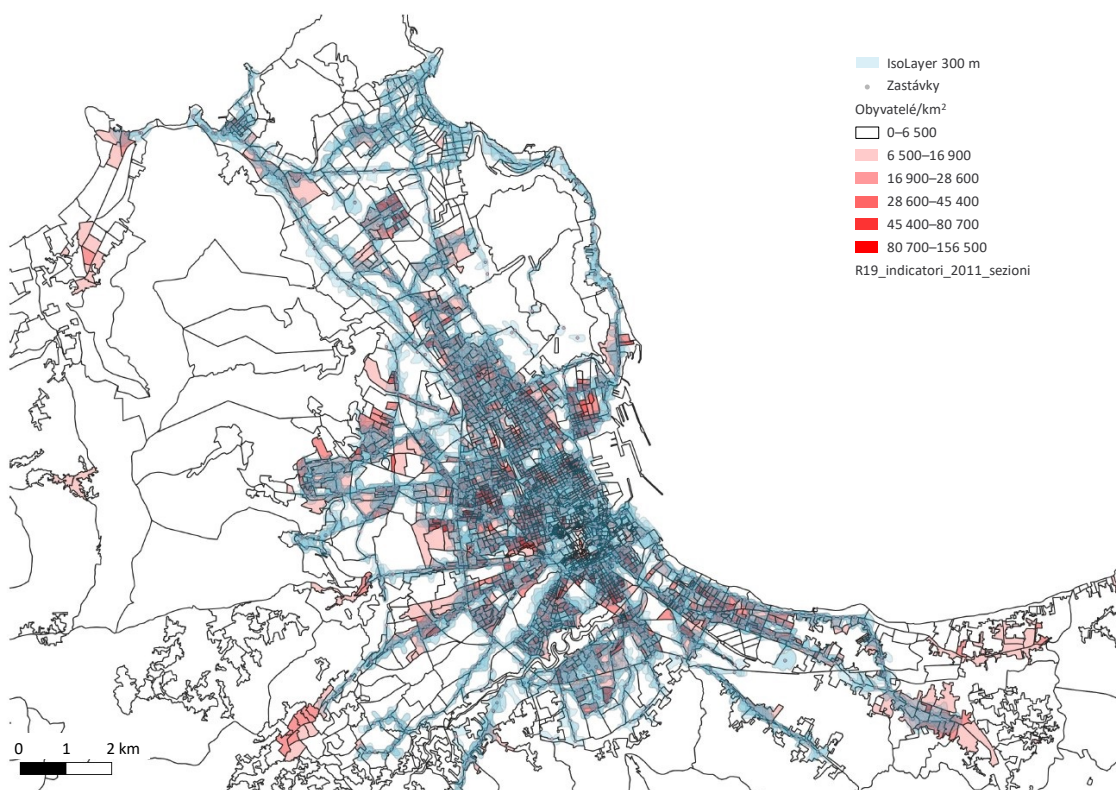 IsoLayer 300 m
Zastávky
Obyvatelé/km²
0–6 500
6 500–16 900
16 900–28 600
28 600–45 400
45 400–80 700
80 700–156 500
R19_indicatori_2011_sezioni
0 1 2 km